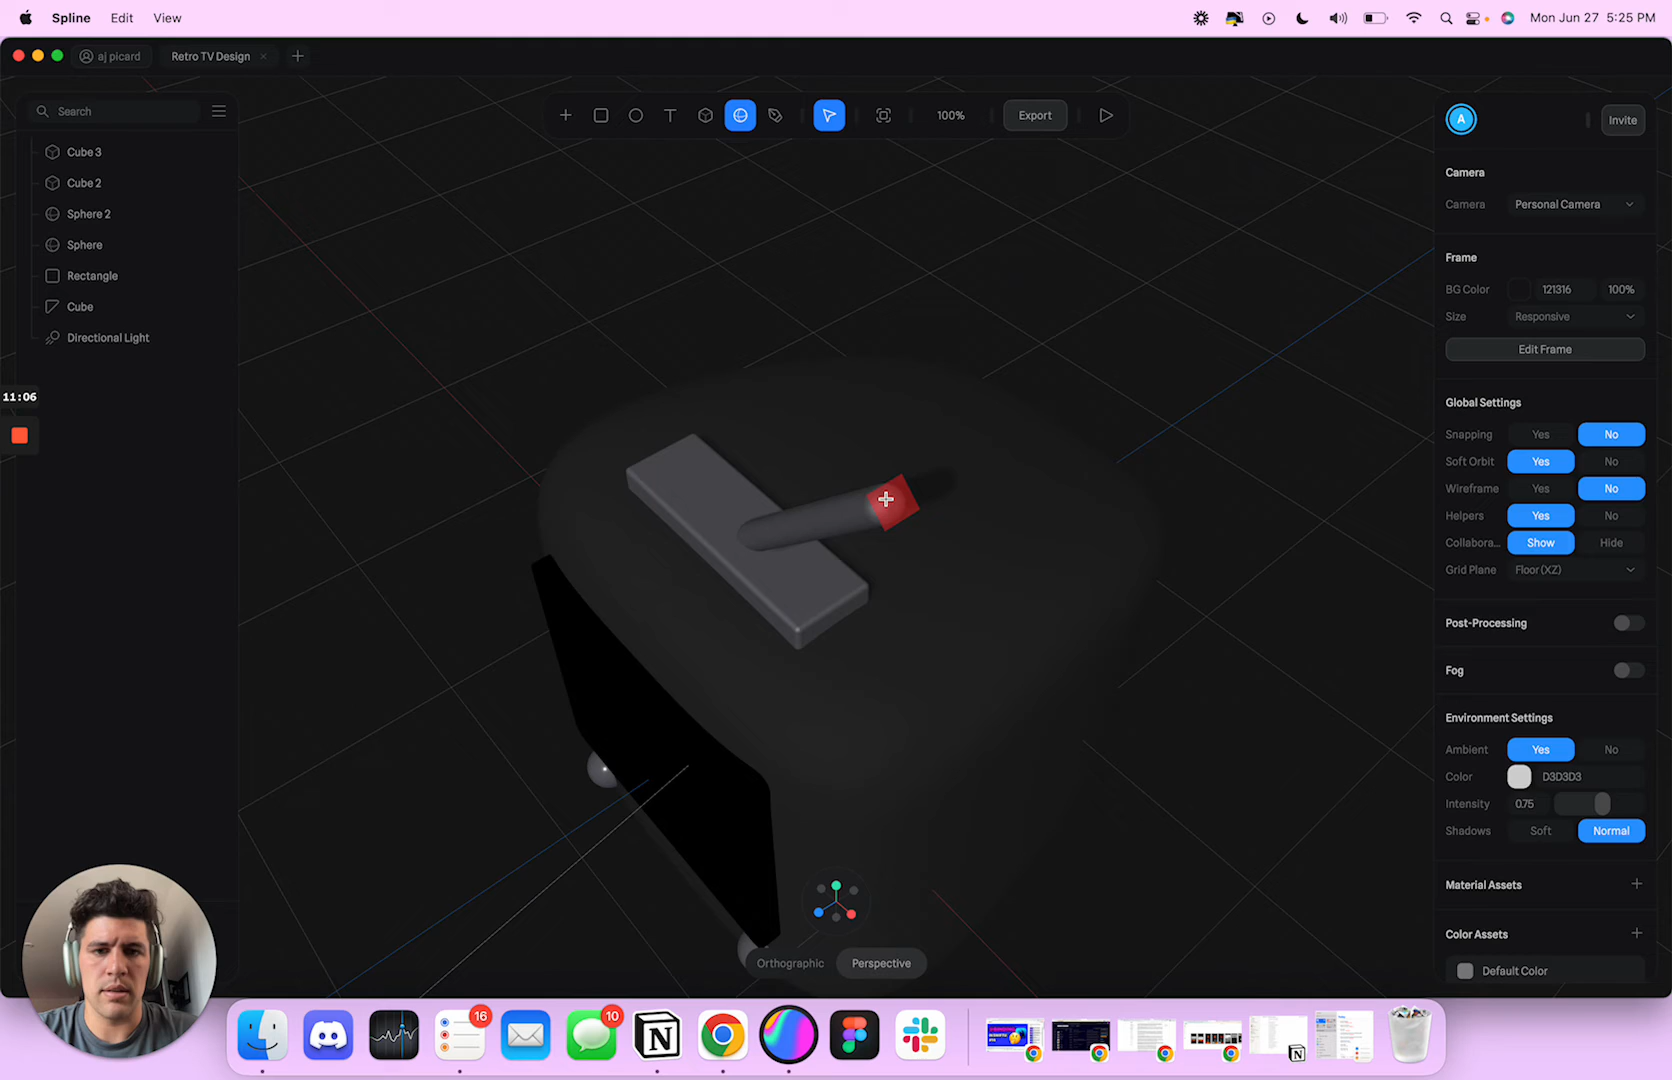 Spline Edit View
Mon Jun 27 5:25 PM
aj picard
Retro TV Design
Search
100%
Export
A
Invite
Cube 3
Cube 2
Sphere 2
Sphere
Rectangle
Cube
Directional Light
11:06
Camera
Camera Personal Camera
Frame
BG Color 121316 100%
Size Responsive
Edit Frame
Global Settings
Snapping Yes No
Soft Orbit Yes No
Wireframe Yes No
Helpers Yes No
Collabora... Show Hide
Grid Plane Floor (XZ)
Post-Processing
Fog
Environment Settings
Ambient Yes No
Color D3D3D3
Intensity 0.75
Shadows Soft Normal
Material Assets
Color Assets
Default Color
Orthographic Perspective
16
10